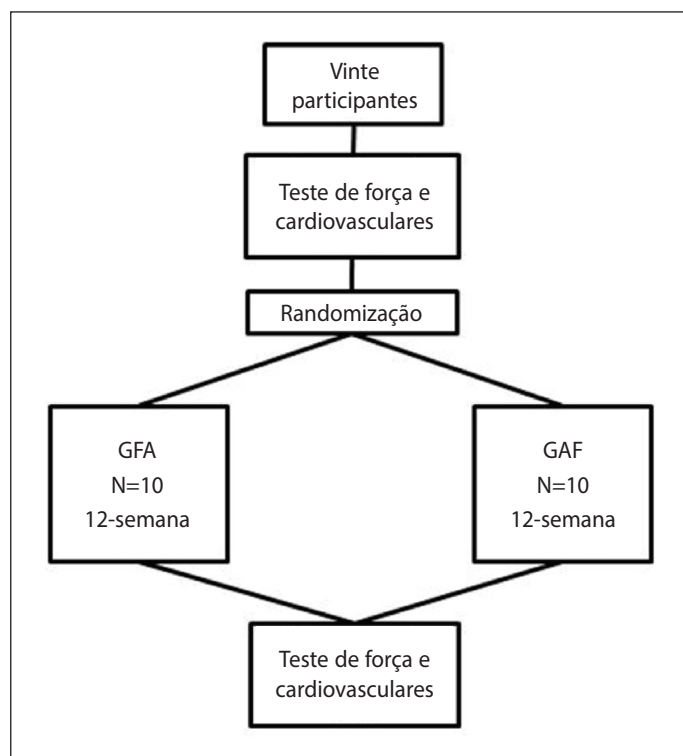 Vinte
participantes
Teste de força e
cardiovasculares
Randomização
GFA
N=10
12-semana
GAF
N=10
12-semana
Teste de força e
cardiovasculares